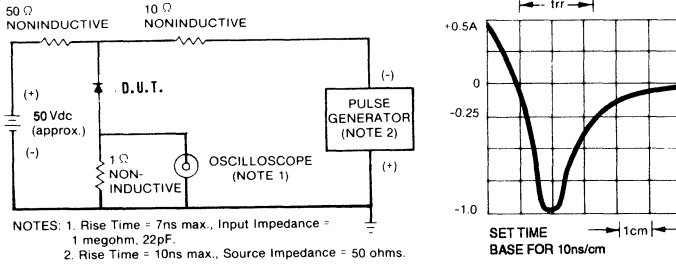 50 Ω
NONINDUCTIVE
10 Ω
NONINDUCTIVE
trr
+0.5A
(+)
50 Vdc
(approx.)
(-)
D.U.T.
(-)
PULSE
GENERATOR
(NOTE 2)
(+)
0
-0.25
1 Ω
NON-
INDUCTIVE
OSCILLOSCOPE
(NOTE 1)
-1.0
NOTES: 1. Rise Time = 7ns max., Input Impedance =
1 megohm, 22pF.
2. Rise Time = 10ns max., Source Impedance = 50 ohms.
SET TIME
BASE FOR 10ns/cm
1cm